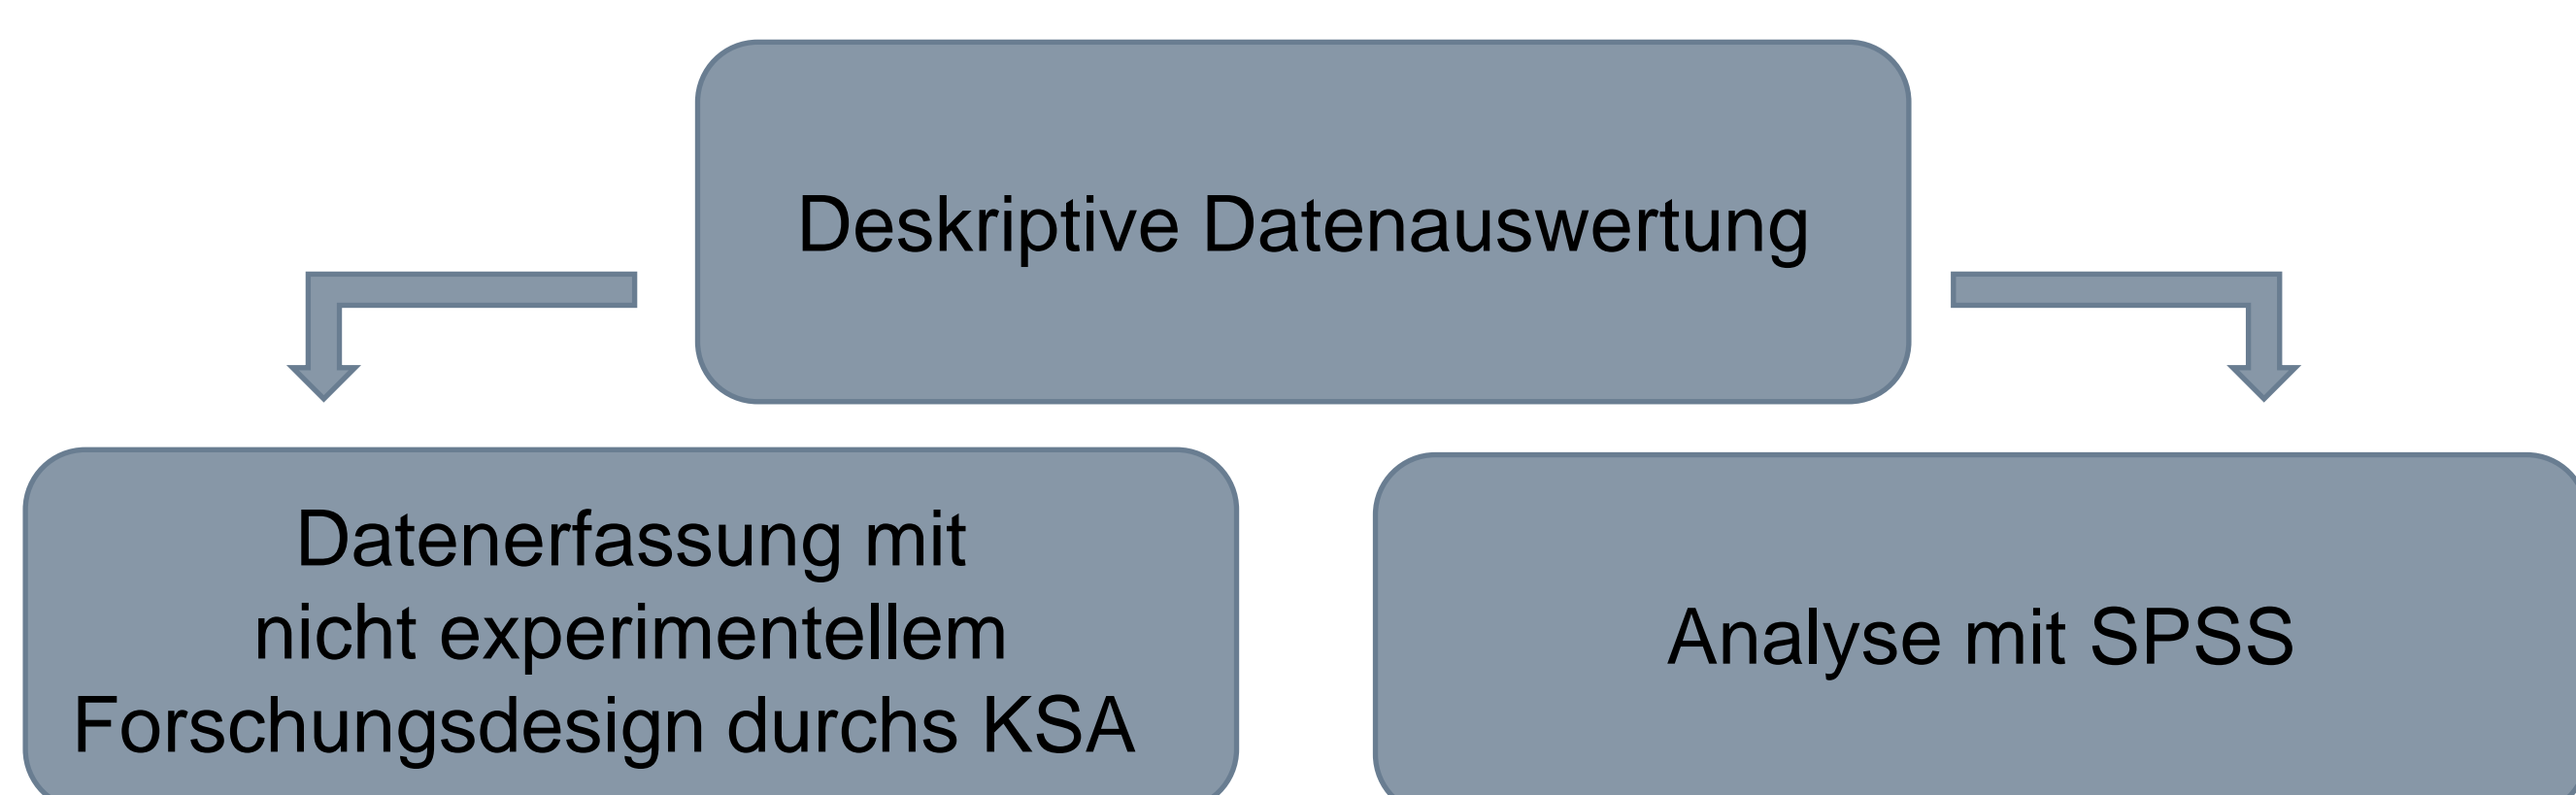 Deskriptive Datenauswertung
Datenerfassung mit
nicht experimentellem
Forschungsdesign durchs KSA
Analyse mit SPSS